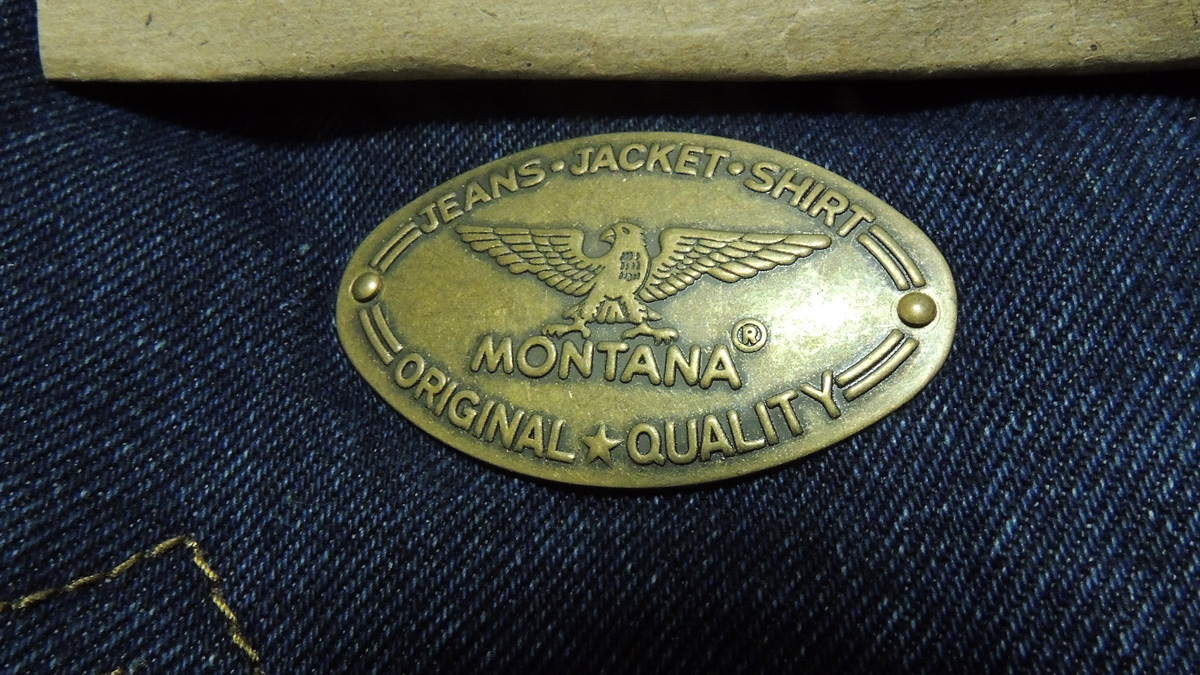 JEANS • JACKET • SHIRT
MONTANA ®
ORIGINAL ★ QUALITY